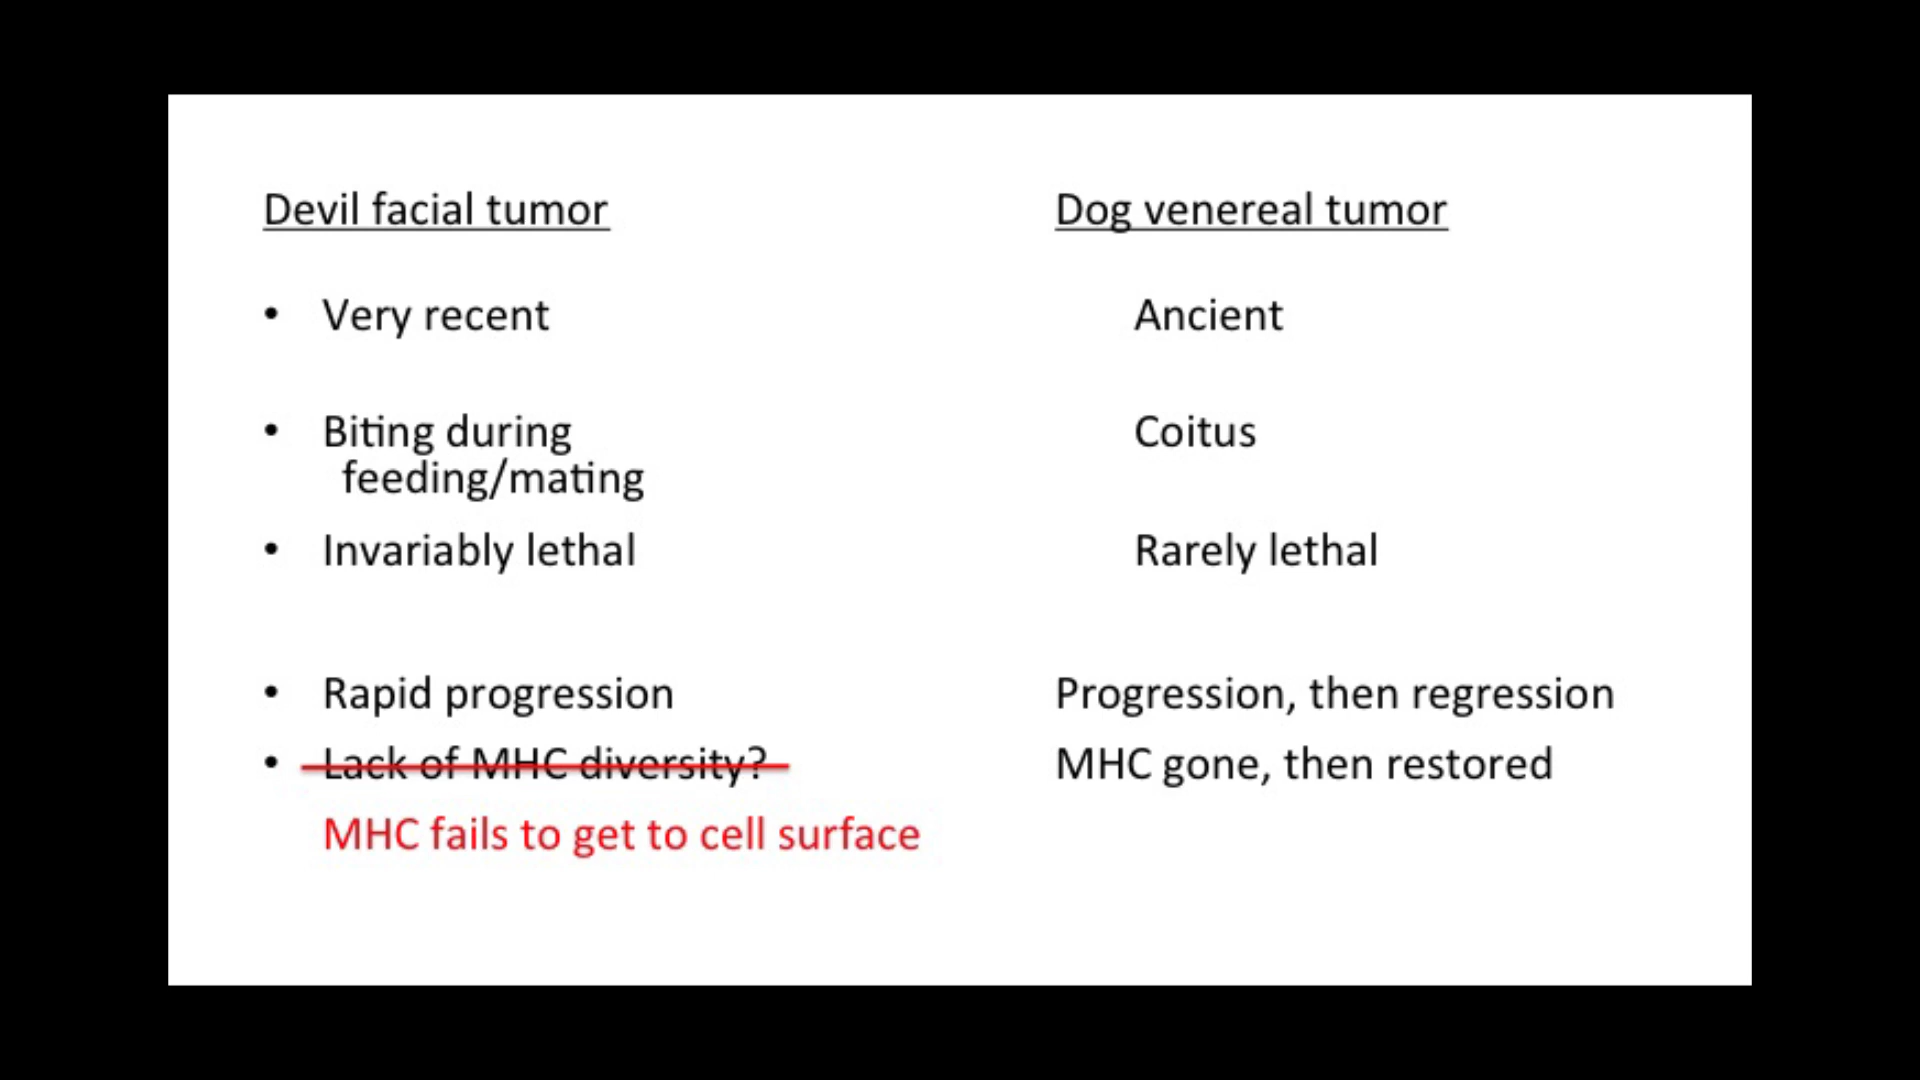 Devil facial tumor
Dog venereal tumor
• Very recent
Ancient
• Biting during
feeding/mating
Coitus
• Invariably lethal
Rarely lethal
• Rapid progression
Progression, then regression
• Lack of MHC diversity?
MHC gone, then restored
MHC fails to get to cell surface